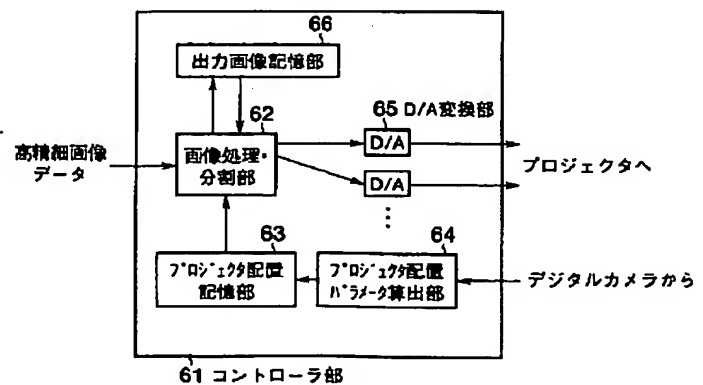 66
出力画像記憶部
62
65 D/A変換部
高精細画像
データ
画像処理・
分割部
D/A
D/A
プロジェクタへ
63
64
プロジェクタ配置
記憶部
プロジェクタ配置
パラメータ算出部
デジタルカメラから
61 コントローラ部